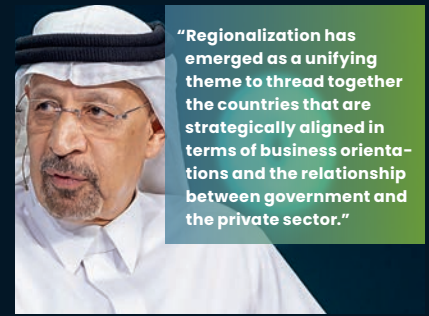 “Regionalization has
emerged as a unifying
theme to thread together
the countries that are
strategically aligned in
terms of business orienta-
tions and the relationship
between government and
the private sector.”